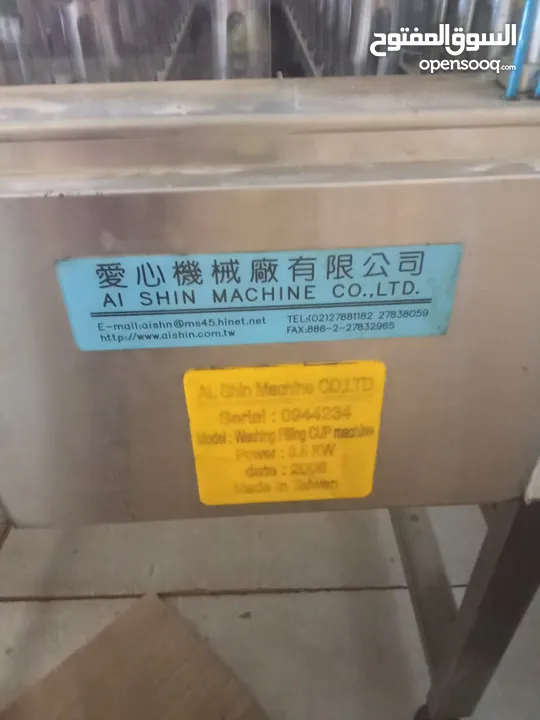 السوق المفتوح
opensooq.com
愛心機械廠有限公司
AI SHIN MACHINE CO.,LTD.
E-mail:aishn@ms45.hinet.net
http://www.aishin.com.tw
TEL:(02)27881182 27838059
FAX:886-2-27832965
Ai. Shin Machine CO.LTD
Serial : 0944234
Model : Washing Filling CUP machine
Power : 3.5 KW
date : 2006
Made in Taiwan